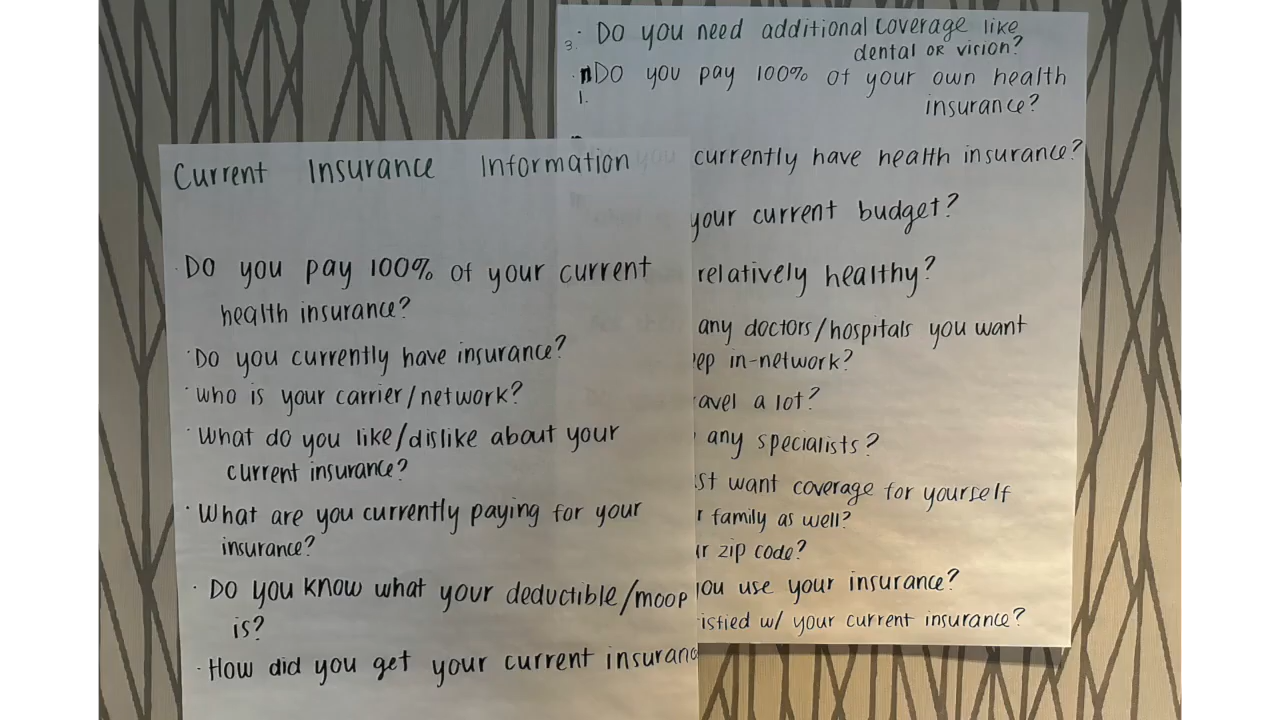 Current Insurance Information
· Do you pay 100% of your current
health insurance?
· Do you currently have insurance?
· Who is your carrier/network?
· What do you like/dislike about your
current insurance?
· What are you currently paying for your
insurance?
· Do you know what your deductible/moop
is?
· How did you get your current
3. · Do you need additional coverage like
dental or vision?
· Do you pay 100% of your own health
1.
insurance?
currently have health insurance?
your current budget?
relatively healthy?
any doctors/hospitals you want
in-network?
a lot?
any specialists?
want coverage for yourself
family as well?
zip code?
use your insurance?
w/ your current insurance?